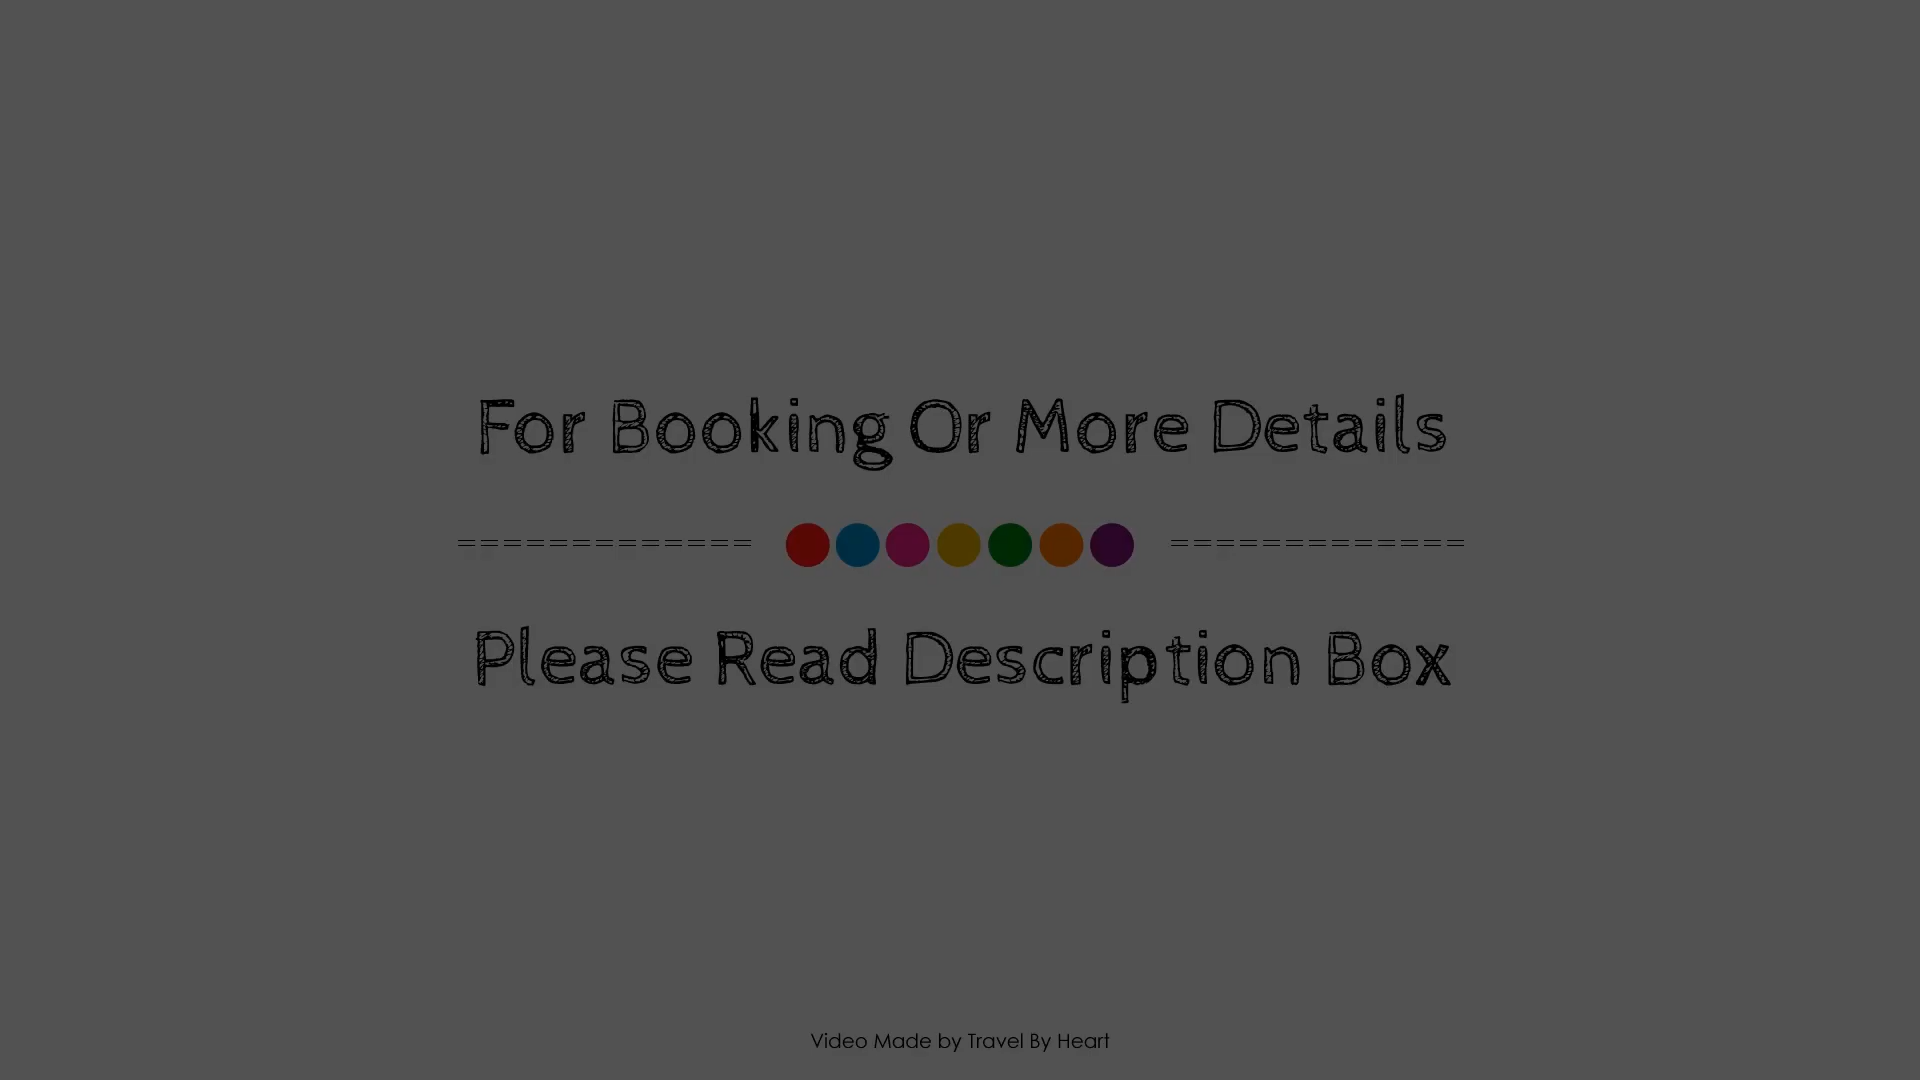 For Booking Or More Details
============= =============
Please Read Description Box
Video Made by Travel By Heart